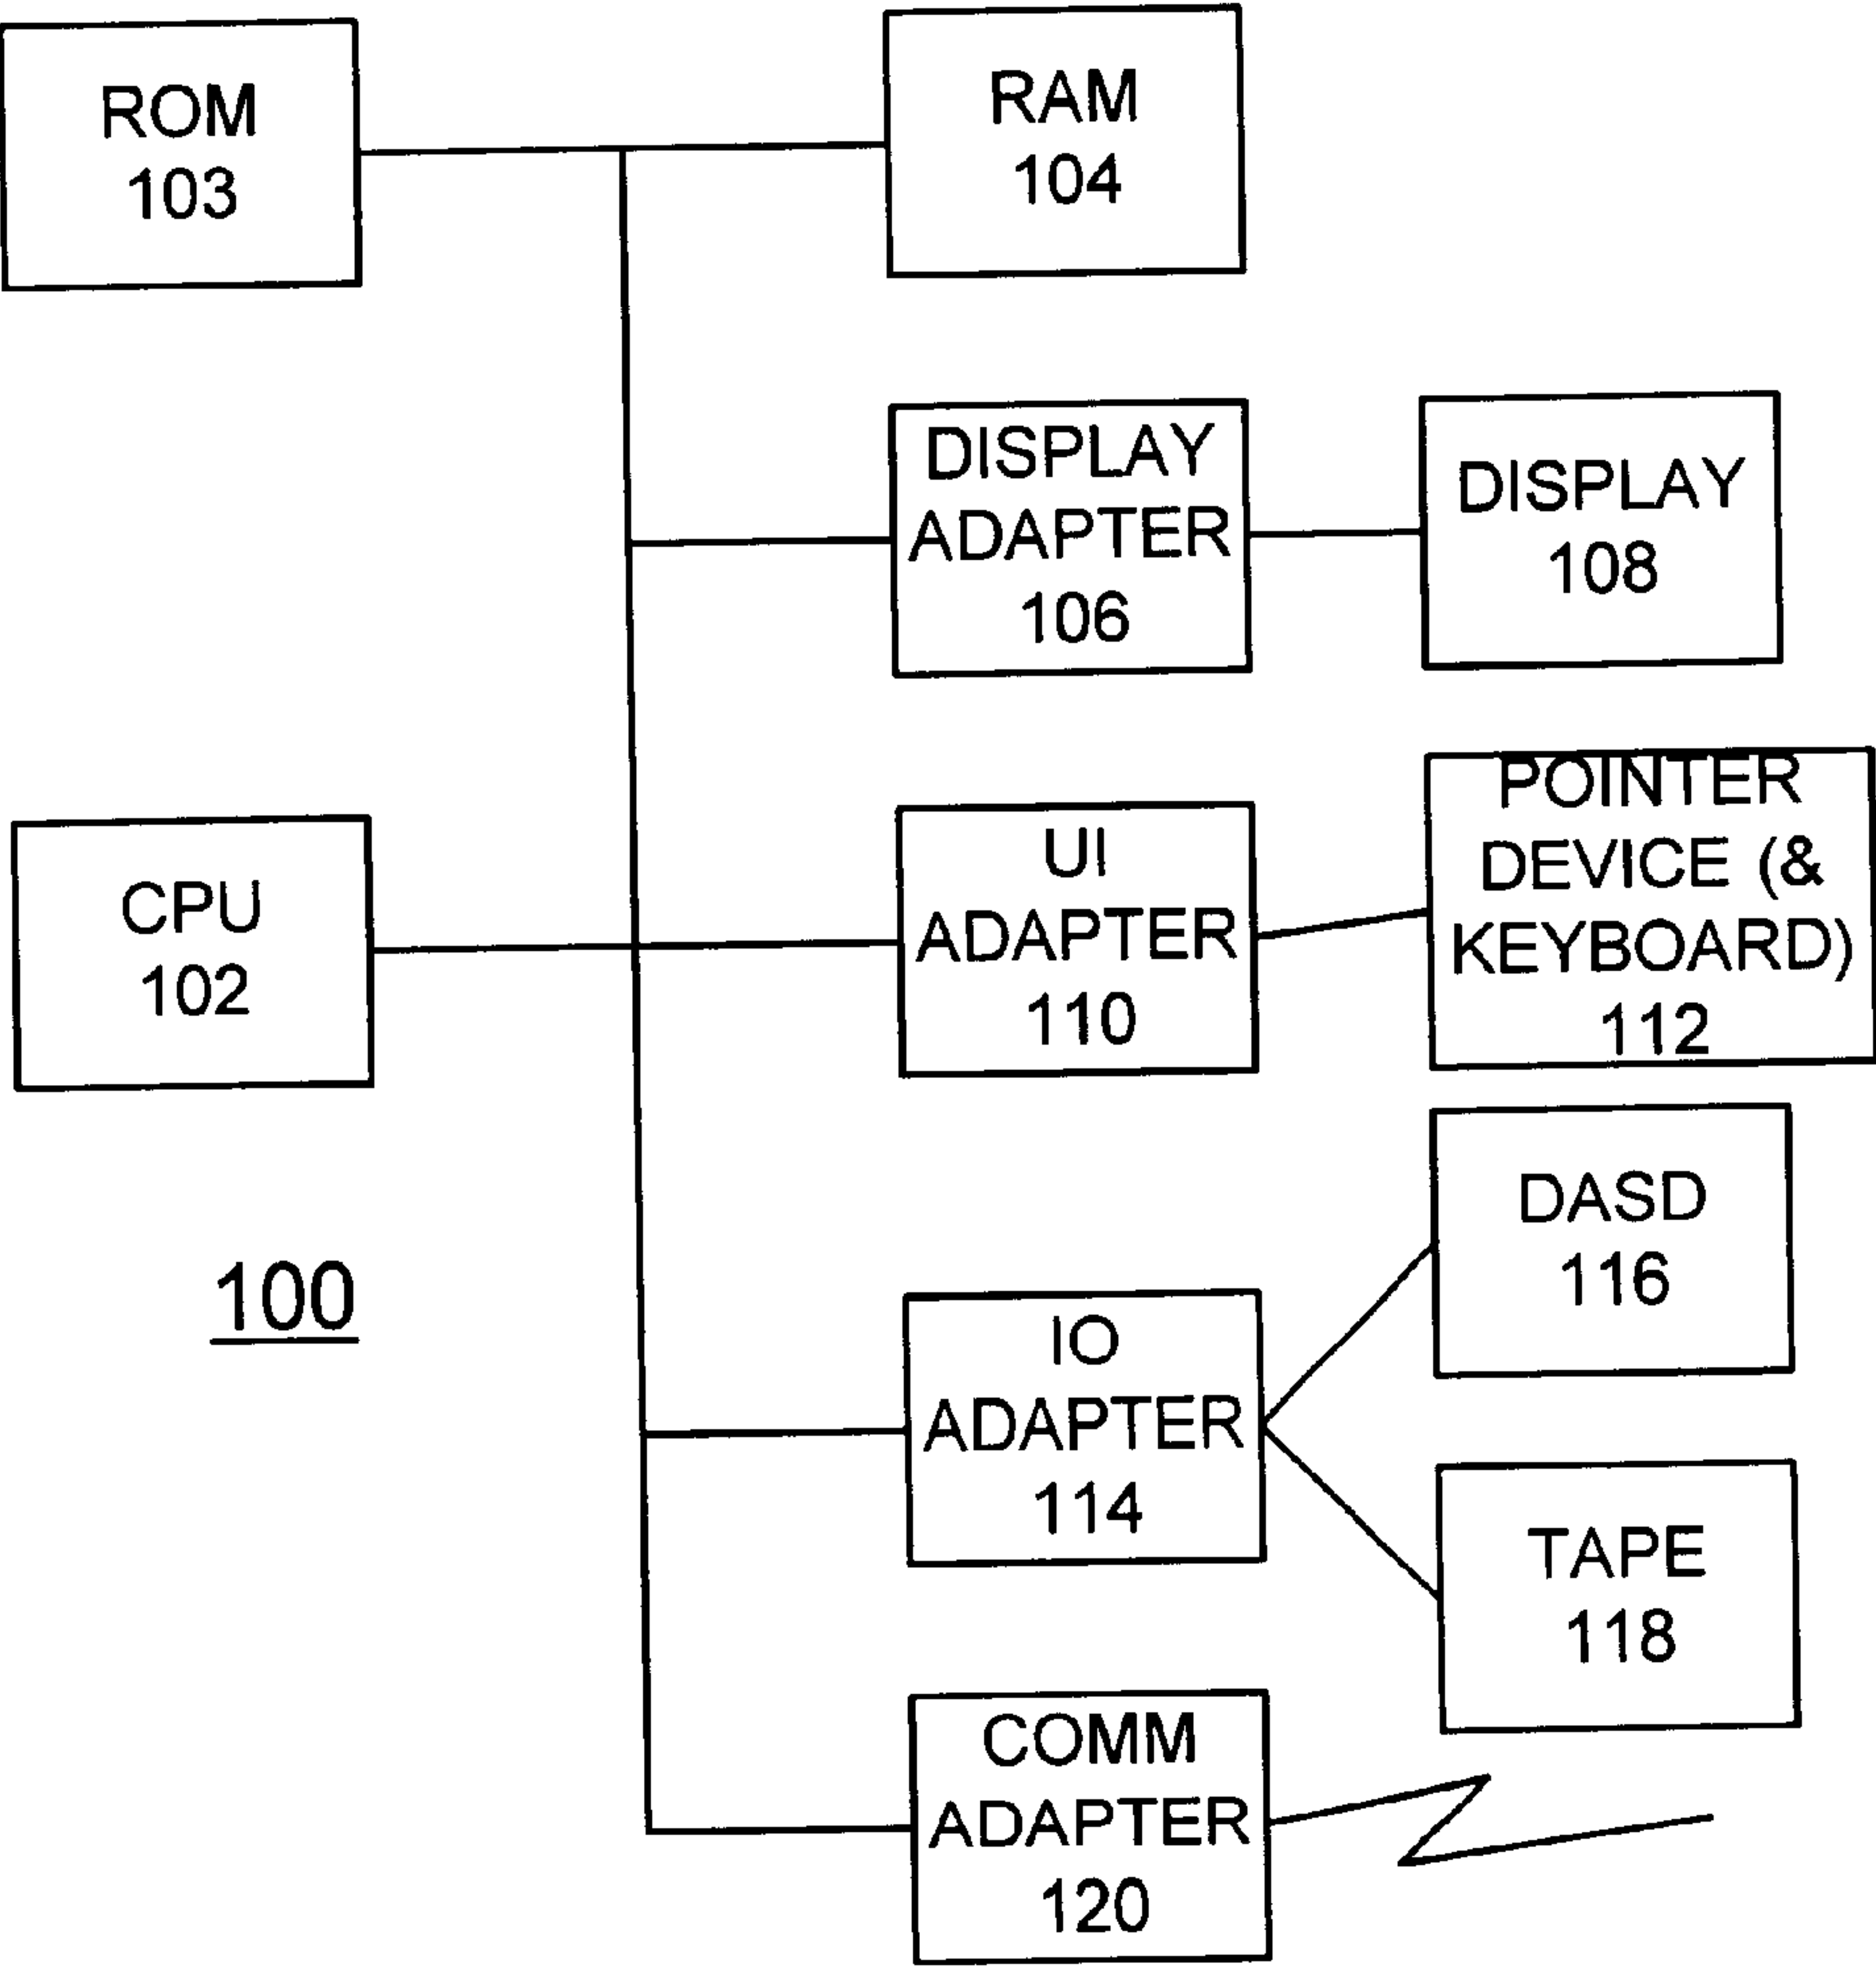 ROM
103
RAM
104
DISPLAY
ADAPTER
106
DISPLAY
108
CPU
102
UI
ADAPTER
110
POINTER
DEVICE (&
KEYBOARD)
112
100
DASD
116
IO
ADAPTER
114
TAPE
118
COMM
ADAPTER
120